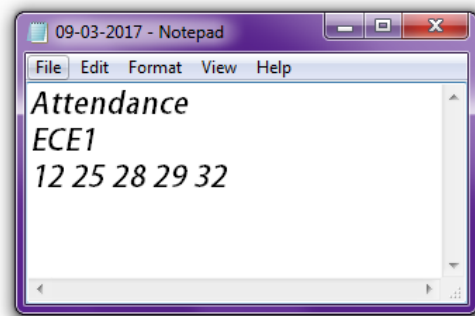 09-03-2017 - Notepad
File Edit Format View Help
Attendance
ECE1
12 25 28 29 32